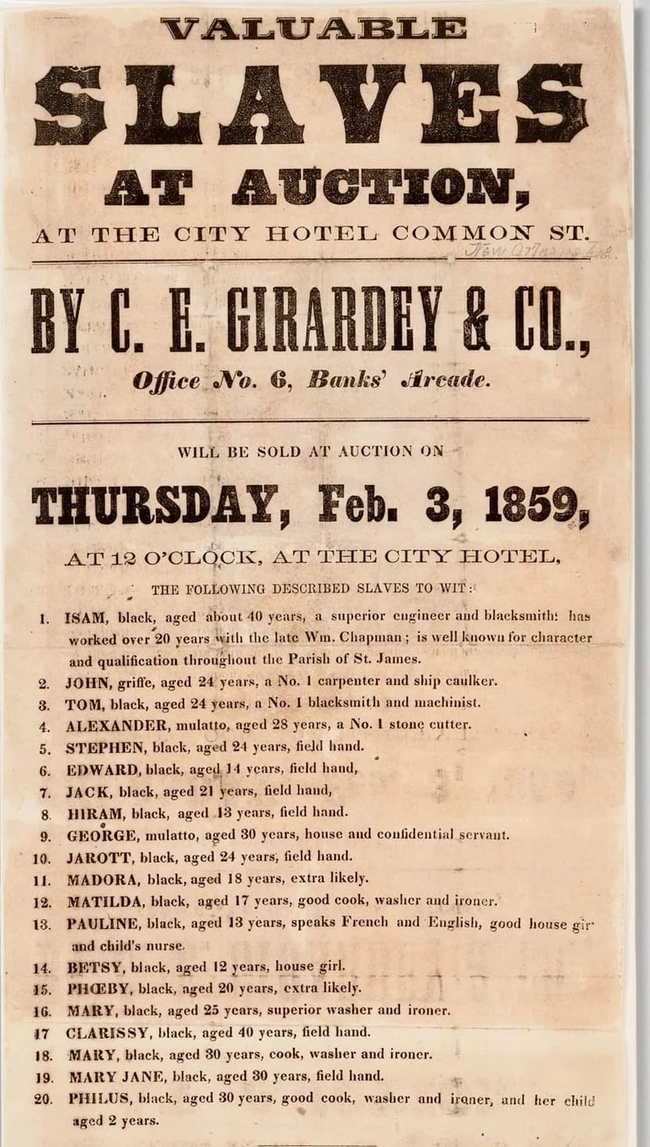 VALUABLE
SLAVES
AT AUCTION,
AT THE CITY HOTEL COMMON ST.
New Orleans
BY C. E. GIRARDEY & CO.,
Office No. 6, Banks' Arcade.
WILL BE SOLD AT AUCTION ON
THURSDAY, Feb. 3, 1859,
AT 12 O'CLOCK, AT THE CITY HOTEL,
THE FOLLOWING DESCRIBED SLAVES TO WIT:
1. ISAM, black, aged about 40 years, a superior engineer and blacksmith: has
worked over 20 years with the late Wm. Chapman; is well known for character
and qualification throughout the Parish of St. James.
2. JOHN, griffe, aged 24 years, a No. 1 carpenter and ship caulker.
3. TOM, black, aged 24 years, a No. 1 blacksmith and machinist.
4. ALEXANDER, mulatto, aged 28 years, a No. 1 stone cutter.
5. STEPHEN, black, aged 24 years, field hand.
6. EDWARD, black, aged 14 years, field hand,
7. JACK, black, aged 21 years, field hand,
8. HIRAM, black, aged 13 years, field hand.
9. GEORGE, mulatto, aged 30 years, house and confidential servant.
10. JAROTT, black, aged 24 years, field hand.
11. MADORA, black, aged 18 years, extra likely.
12. MATILDA, black, aged 17 years, good cook, washer and ironer.
13. PAULINE, black, aged 13 years, speaks French and English, good house gir
and child's nurse.
14. BETSY, black, aged 12 years, house girl.
15. PHŒBY, black, aged 20 years, extra likely.
16. MARY, black, aged 25 years, superior washer and ironer.
17 CLARISSY, black, aged 40 years, field hand.
18. MARY, black, aged 30 years, cook, washer and ironer.
19. MARY JANE, black, aged 30 years, field hand.
20. PHILUS, black, aged 30 years, good cook, washer and ironer, and her child
aged 2 years.